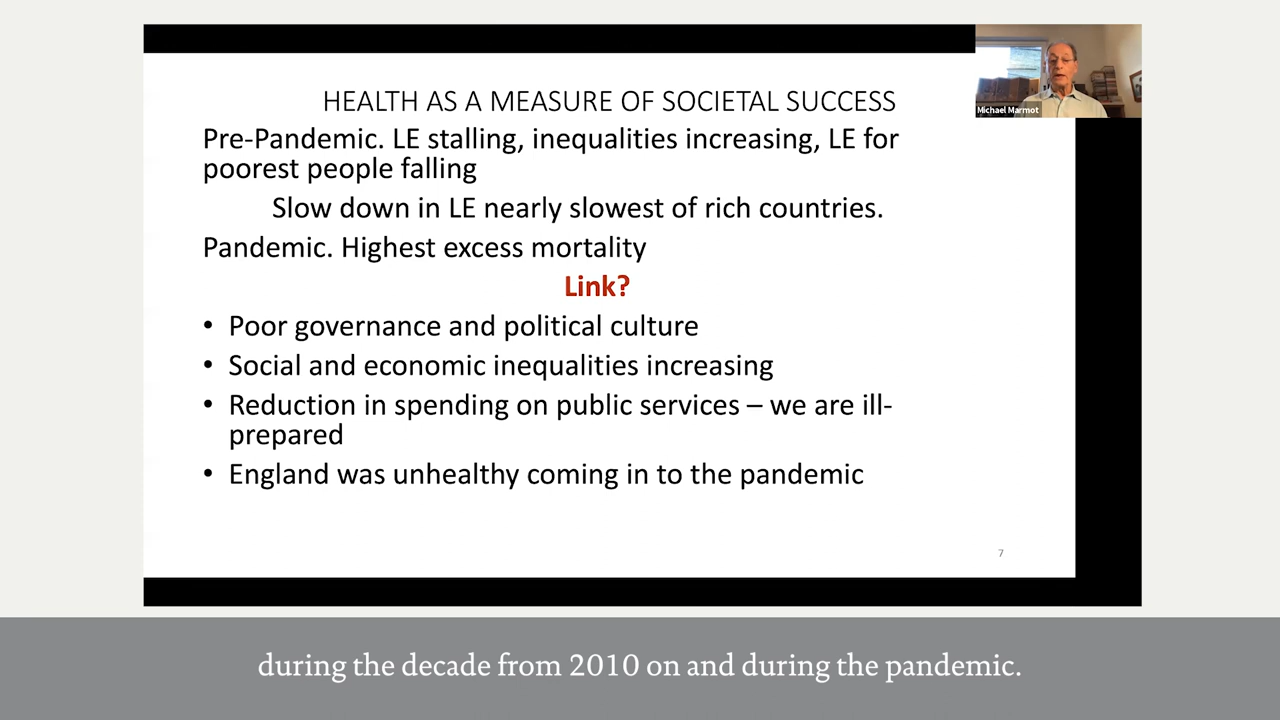 HEALTH AS A MEASURE OF SOCIETAL SUCCESS
Michael Marmot
Pre-Pandemic. LE stalling, inequalities increasing, LE for
poorest people falling
Slow down in LE nearly slowest of rich countries.
Pandemic. Highest excess mortality
Link?
• Poor governance and political culture
• Social and economic inequalities increasing
• Reduction in spending on public services – we are ill-
prepared
• England was unhealthy coming in to the pandemic
7
during the decade from 2010 on and during the pandemic.